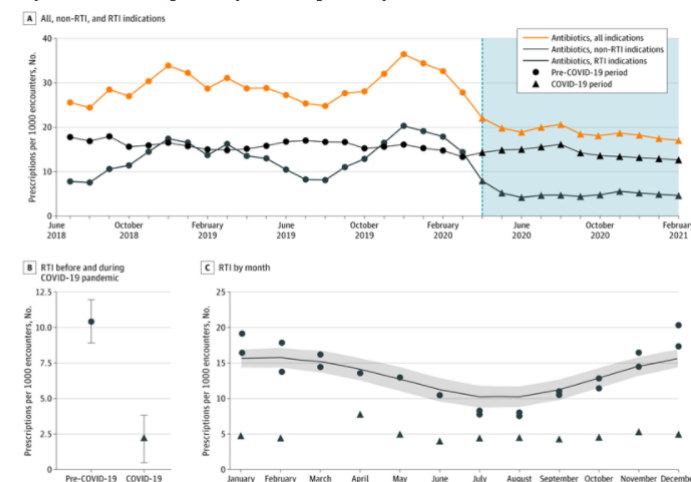 A All, non-RTI, and RTI indications
40
30
20
10
0
Prescriptions per 1000 encounters, No.
Antibiotics, all indications
Antibiotics, non-RTI indications
Antibiotics, RTI indications
Pre-COVID-19 period
COVID-19 period
June 2018
October 2018
February 2019
June 2019
October 2019
February 2020
June 2020
October 2020
Februar
2021
B RTI before and during
COVID-19 pandemic
12.5
10.0
7.5
5.0
2.5
0
Prescriptions per 1000 encounters, No.
Pre-COVID-19 COVID-19
C RTI by month
25
20
15
10
5
0
Prescriptions per 1000 encounters, No.
January February March April May June July August September October November Decembe